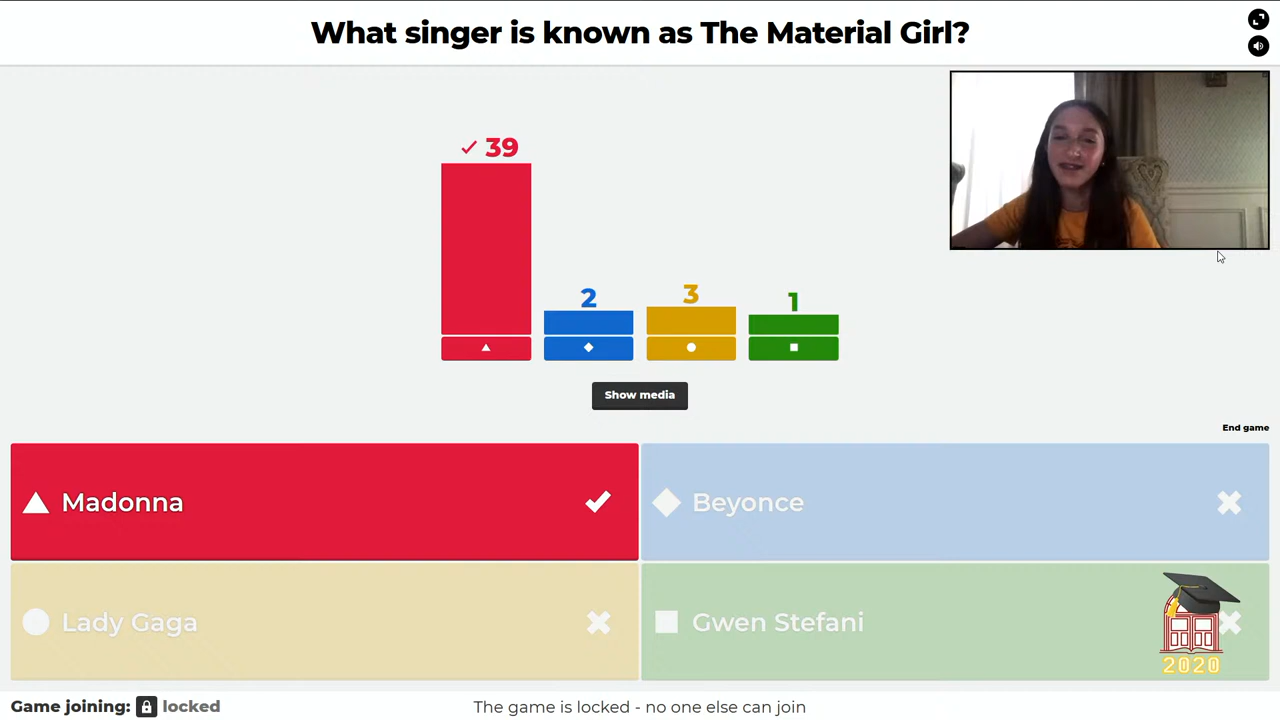 What singer is known as The Material Girl?
39
2
3
1
Show media
End game
Madonna
Beyonce
Lady Gaga
Gwen Stefani
2020
Game joining: locked
The game is locked - no one else can join